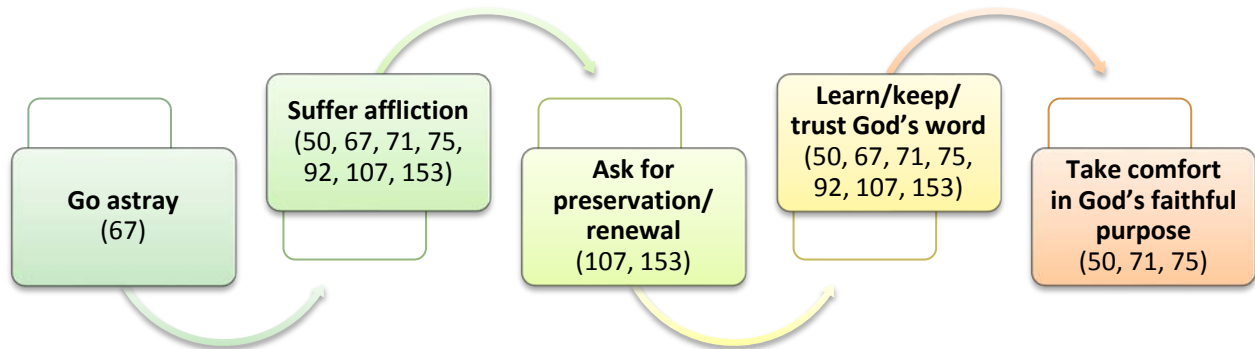 Go astray
(67)
Suffer affliction
(50, 67, 71, 75,
92, 107, 153)
Ask for
preservation/
renewal
(107, 153)
Learn/keep/
trust God’s word
(50, 67, 71, 75,
92, 107, 153)
Take comfort
in God’s faithful
purpose
(50, 71, 75)